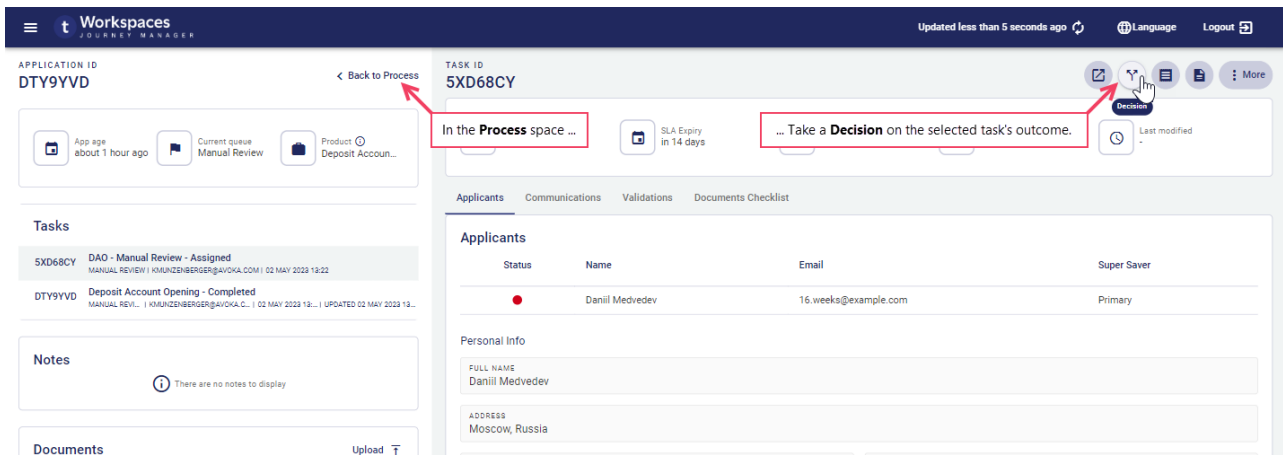 t Workspaces
JOURNEY MANAGER
Updated less than 5 seconds ago
Language
Logout
APPLICATION ID
DTY9YVD
Back to Process
TASK ID
5XD68CY
More
Decision
In the Process space ...
... Take a Decision on the selected task's outcome.
App age
about 1 hour ago
Current queue
Manual Review
Product
Deposit Accoun...
SLA Expiry
in 14 days
Last modified
-
Tasks
5XD68CY
DAO - Manual Review - Assigned
MANUAL REVIEW | KMUNZENBERGER@AVOKA.COM | 02 MAY 2023 13:22
DTY9YVD
Deposit Account Opening - Completed
MANUAL REVI... | KMUNZENBERGER@AVOKA.C... | 02 MAY 2023 13:... | UPDATED 02 MAY 2023 13...
Notes
There are no notes to display
Documents
Upload
Applicants Communications Validations Documents Checklist
Applicants
Status Name Email Super Saver
Daniil Medvedev 16.weeks@example.com Primary
Personal Info
FULL NAME
Daniil Medvedev
ADDRESS
Moscow, Russia